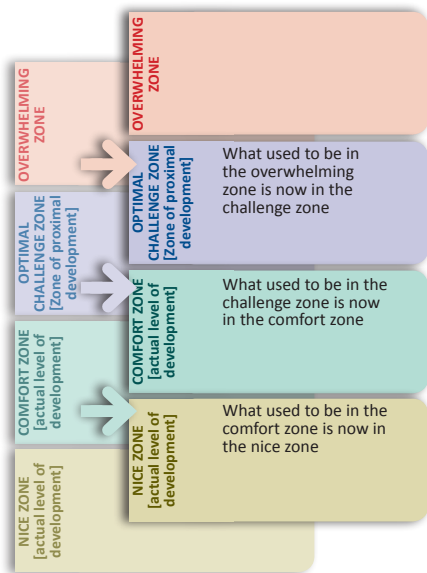 OVERWHELMING
ZONE
OPTIMAL
CHALLENGE ZONE
[Zone of proximal
development]
COMFORT ZONE
[actual level of
development]
NICE ZONE
[actual level of
development]
OVERWHELMING
ZONE
OPTIMAL
CHALLENGE ZONE
[Zone of proximal
development]
What used to be in
the overwhelming
zone is now in the
challenge zone
COMFORT ZONE
[actual level of
development]
What used to be in the
challenge zone is now
in the comfort zone
NICE ZONE
[actual level of
development]
What used to be in the
comfort zone is now in
the nice zone